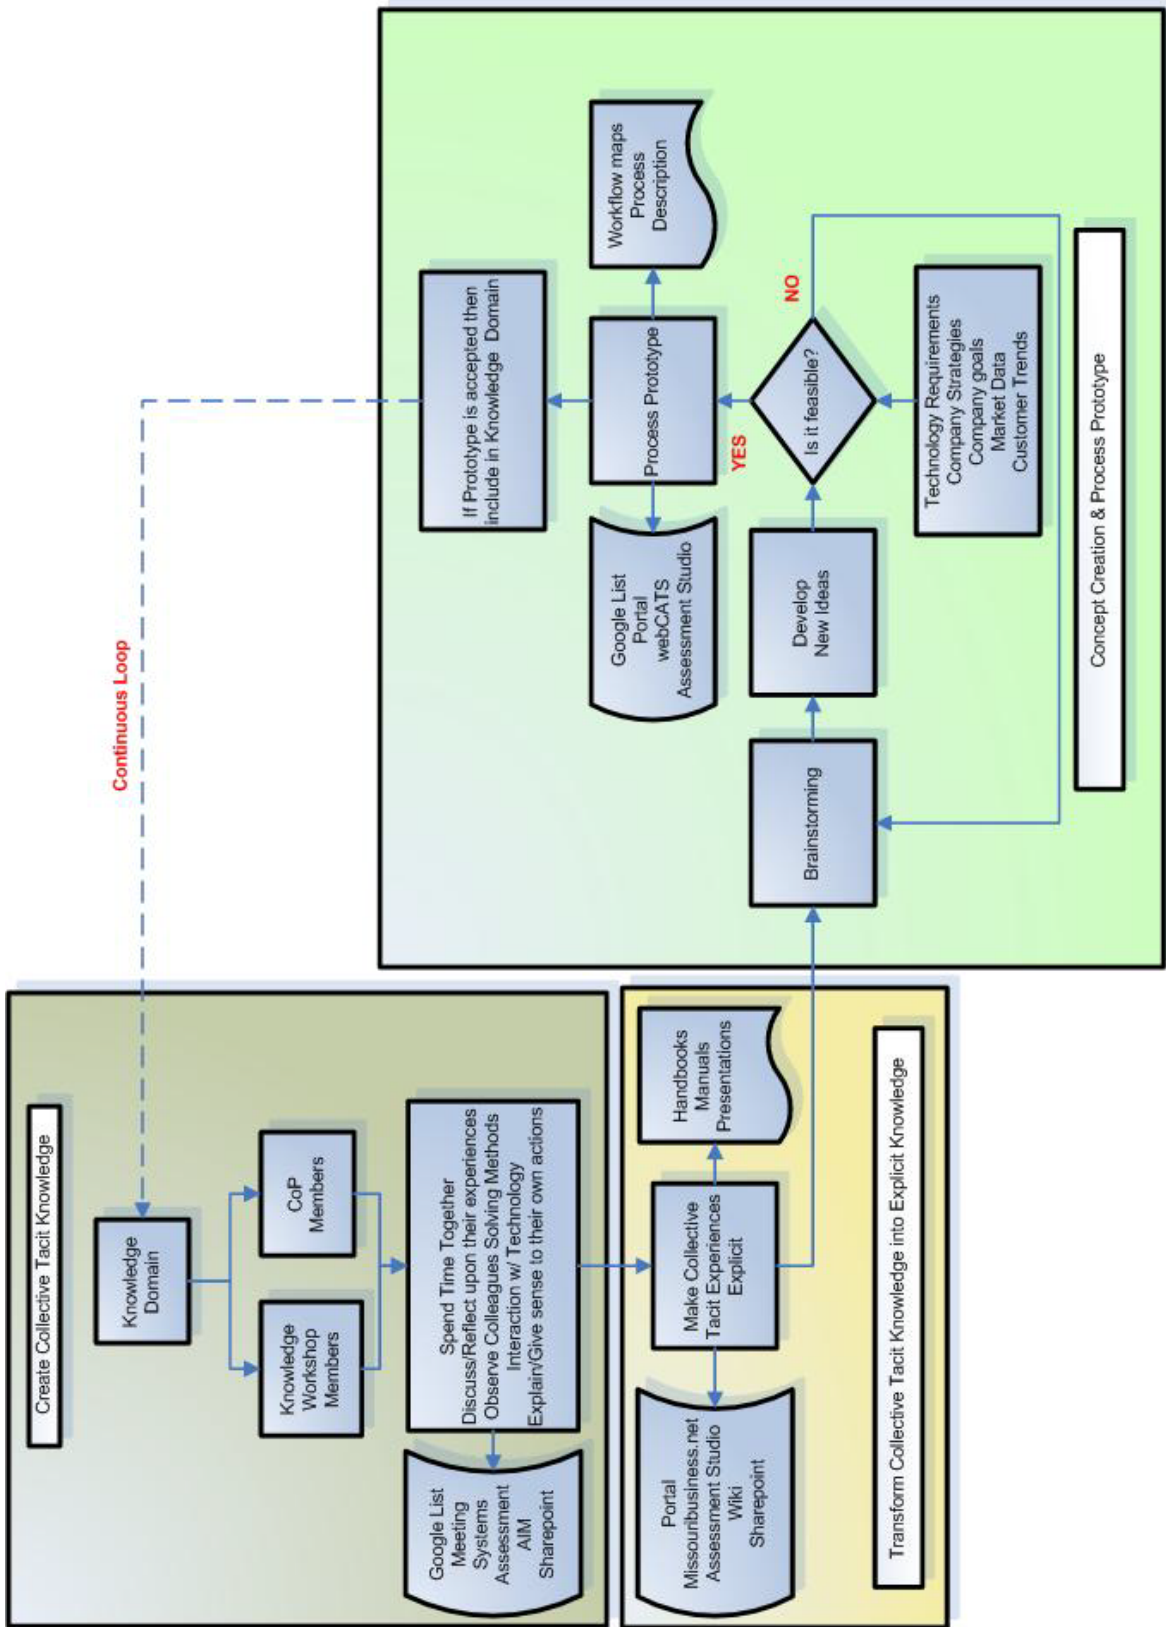 Create Collective Tacit Knowledge
Knowledge
Domain
Knowledge
Workshop
Members
CoP
Members
Spend Time Together
Discuss/Reflect upon their experiences
Observe Colleagues Solving Methods
Interaction w/ Technology
Explain/Give sense to their own actions
Google List
Meeting
Systems
Assessment
AIM
Sharepoint
Continuous Loop
Make Collective
Tacit Experiences
Explicit
Handbooks
Manuals
Presentations
Portal
Missouribusiness.net
Assessment Studio
Wiki
Sharepoint
Transform Collective Tacit Knowledge into Explicit Knowledge
If Prototype is accepted then
include in Knowledge Domain
Google List
Portal
webCATS
Assessment Studio
Process Prototype
Workflow maps
Process
Description
YES
Brainstorming
Develop
New Ideas
Is it feasible?
NO
Technology Requirements
Company Strategies
Company goals
Market Data
Customer Trends
Concept Creation & Process Prototype